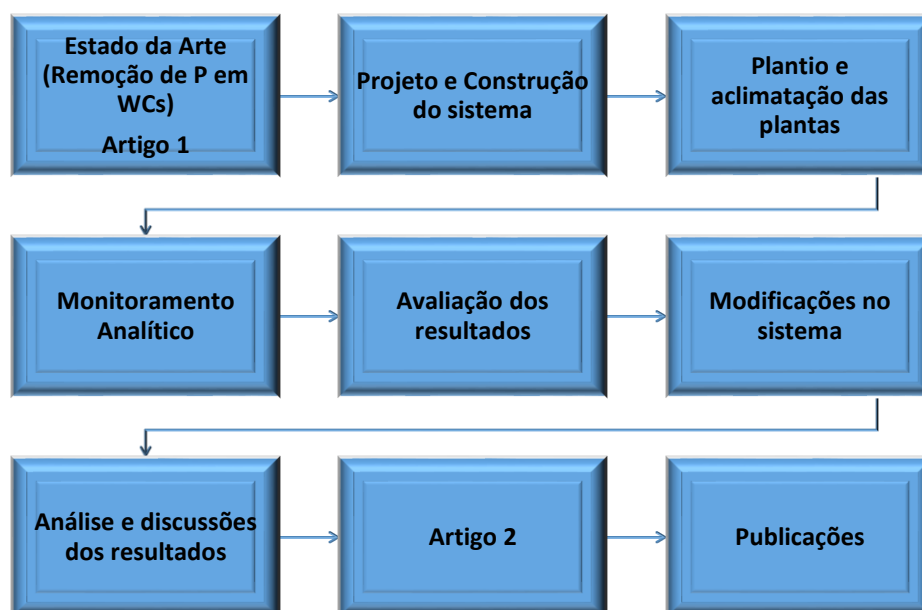 Estado da Arte
(Remoção de P em
WCs)
Artigo 1
Projeto e Construção
do sistema
Plantio e
aclimatação das
plantas
Monitoramento
Analítico
Avaliação dos
resultados
Modificações no
sistema
Análise e discussões
dos resultados
Artigo 2
Publicações